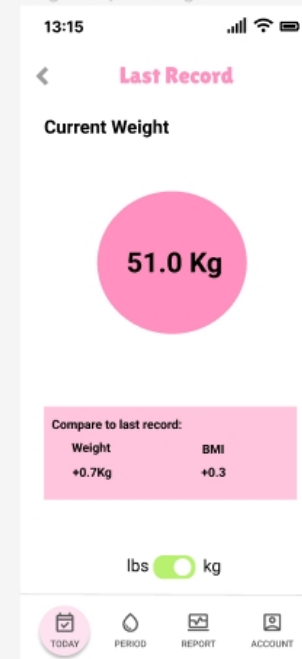 13:15
Last Record
Current Weight
51.0 Kg
Compare to last record:
Weight BMI
+0.7Kg +0.3
lbs kg
TODAY PERIOD REPORT ACCOUNT